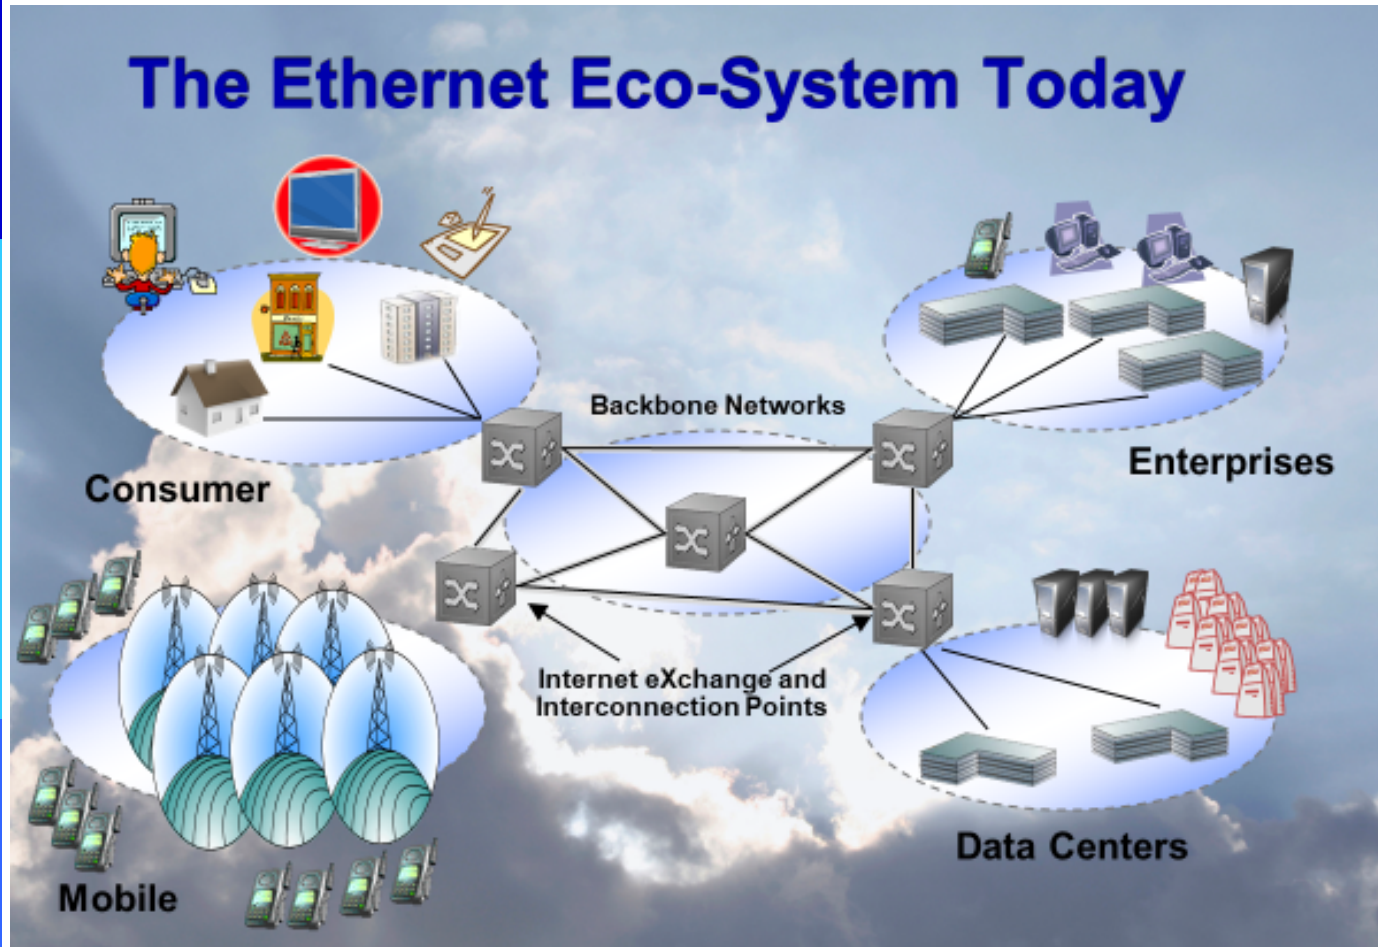 The Ethernet Eco-System Today
Backbone Networks
Consumer
Enterprises
Internet eXchange and
Interconnection Points
Mobile
Data Centers